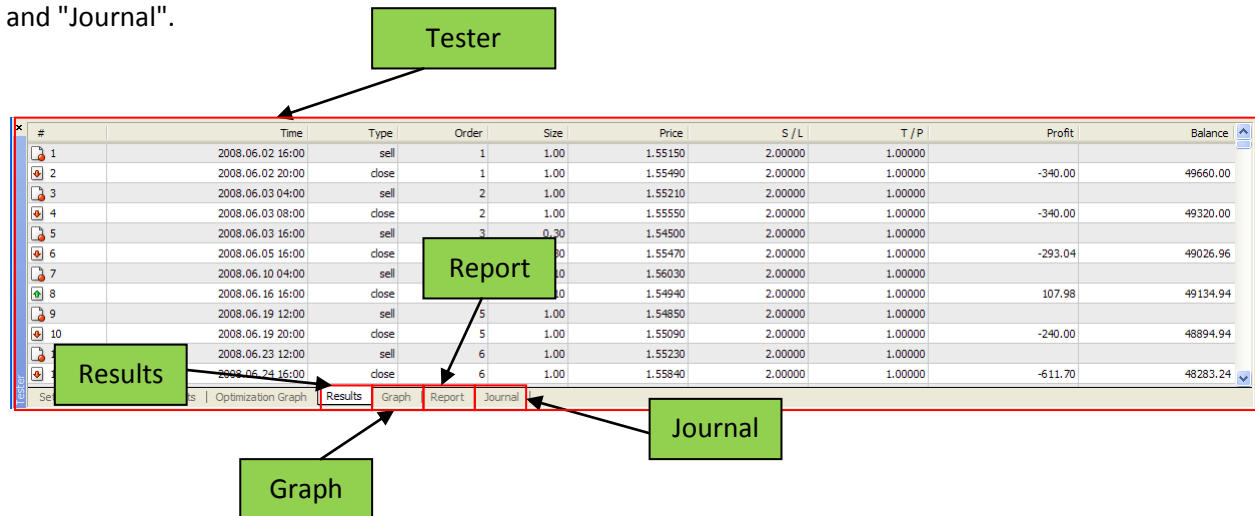 and "Journal".
Tester
# Time Type Order Size Price S / L T / P Profit Balance
1 2008.06.02 16:00 sell 1 1.00 1.55150 2.00000 1.00000
2 2008.06.02 20:00 close 1 1.00 1.55490 2.00000 1.00000 -340.00 49660.00
3 2008.06.03 04:00 sell 2 1.00 1.55210 2.00000 1.00000
4 2008.06.03 08:00 close 2 1.00 1.55550 2.00000 1.00000 -340.00 49320.00
5 2008.06.03 16:00 sell 3 0.30 1.54500 2.00000 1.00000
6 2008.06.05 16:00 close 1.55470 2.00000 1.00000 -293.04 49026.96
Report
7 2008.06.10 04:00 sell 1.56030 2.00000 1.00000
8 2008.06.16 16:00 close 1.54940 2.00000 1.00000 107.98 49134.94
9 2008.06.19 12:00 sell 5 1.00 1.54850 2.00000 1.00000
10 2008.06.19 20:00 close 5 1.00 1.55090 2.00000 1.00000 -240.00 48894.94
2008.06.23 12:00 sell 6 1.00 1.55230 2.00000 1.00000
Results
2008.06.24 16:00 close 6 1.00 1.55840 2.00000 1.00000 -611.70 48283.24
Tester
Optimization Graph Results Graph Report Journal
Journal
Graph